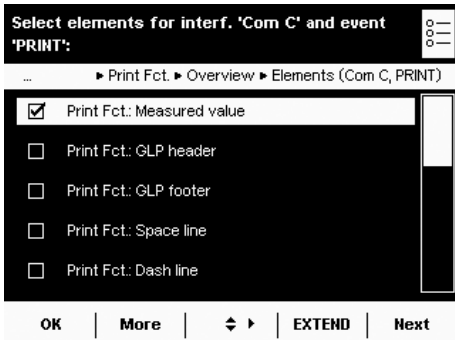 Select elements for interf. 'Com C' and event
'PRINT':
... ▸ Print Fct. ▸ Overview ▸ Elements (Com C, PRINT)
Print Fct.: Measured value
Print Fct.: GLP header
Print Fct.: GLP footer
Print Fct.: Space line
Print Fct.: Dash line
OK More EXTEND Next